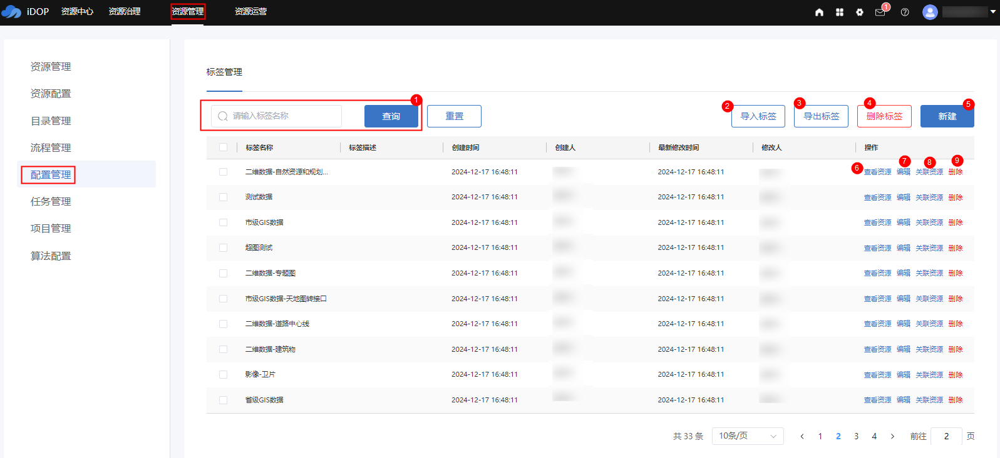 iDOP 资源中心 资源治理 资源管理 资源运营 1
资源管理
资源配置
目录管理
流程管理
配置管理
任务管理
项目管理
算法配置
标签管理
1 2 3 4 5
请输入标签名称 查询 重置 导入标签 导出标签 删除标签 新建
标签名称 标签描述 创建时间 创建人 最新修改时间 修改人 操作
6 7 8 9
二维数据-自然资源和规划... 2024-12-17 16:48:11 2024-12-17 16:48:11 查看资源 编辑 关联资源 删除
测试数据 2024-12-17 16:48:11 2024-12-17 16:48:11 查看资源 编辑 关联资源 删除
市级GIS数据 2024-12-17 16:48:11 2024-12-17 16:48:11 查看资源 编辑 关联资源 删除
超图测试 2024-12-17 16:48:11 2024-12-17 16:48:11 查看资源 编辑 关联资源 删除
二维数据-专题图 2024-12-17 16:48:11 2024-12-17 16:48:11 查看资源 编辑 关联资源 删除
市级GIS数据-天地图转接口 2024-12-17 16:48:11 2024-12-17 16:48:11 查看资源 编辑 关联资源 删除
二维数据-道路中心线 2024-12-17 16:48:11 2024-12-17 16:48:11 查看资源 编辑 关联资源 删除
二维数据-建筑物 2024-12-17 16:48:11 2024-12-17 16:48:11 查看资源 编辑 关联资源 删除
影像-卫片 2024-12-17 16:48:11 2024-12-17 16:48:11 查看资源 编辑 关联资源 删除
省级GIS数据 2024-12-17 16:48:11 2024-12-17 16:48:11 查看资源 编辑 关联资源 删除
共 33 条 10条/页 1 2 3 4 前往 2 页